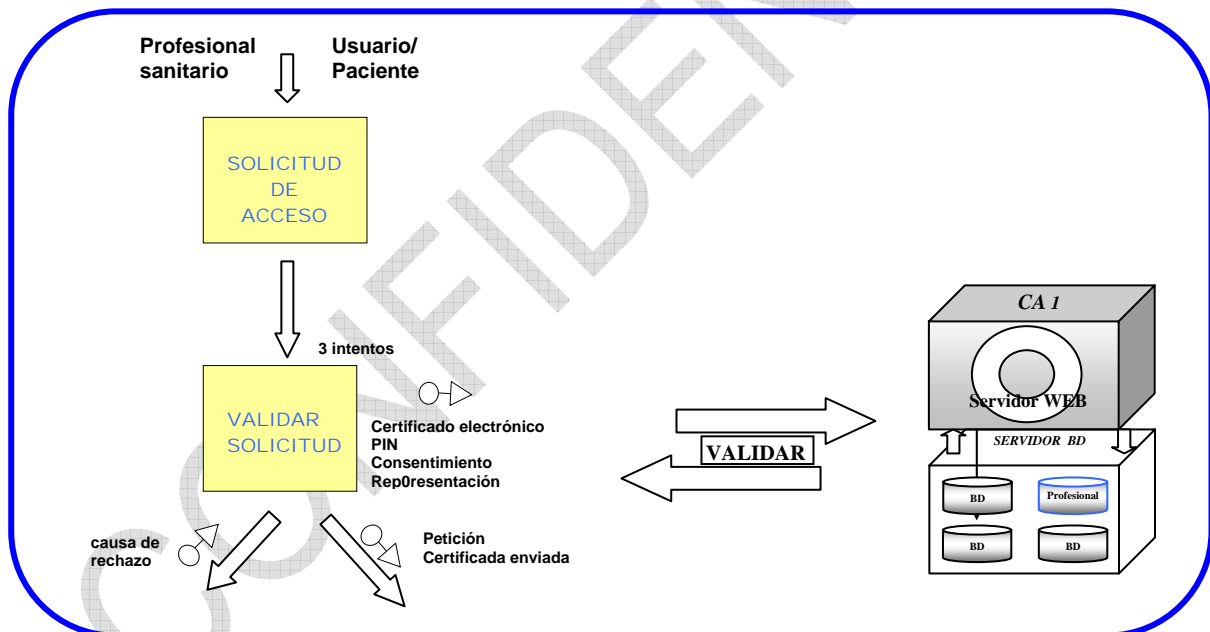 Profesional
sanitario
Usuario/
Paciente
SOLICITUD
DE
ACCESO
3 intentos
VALIDAR
SOLICITUD
Certificado electrónico
PIN
Consentimiento
Rep0resentación
causa de
rechazo
Petición
Certificada enviada
VALIDAR
CA 1
Servidor WEB
SERVIDOR BD
BD
Profesional
BD
BD
CONFIDEN